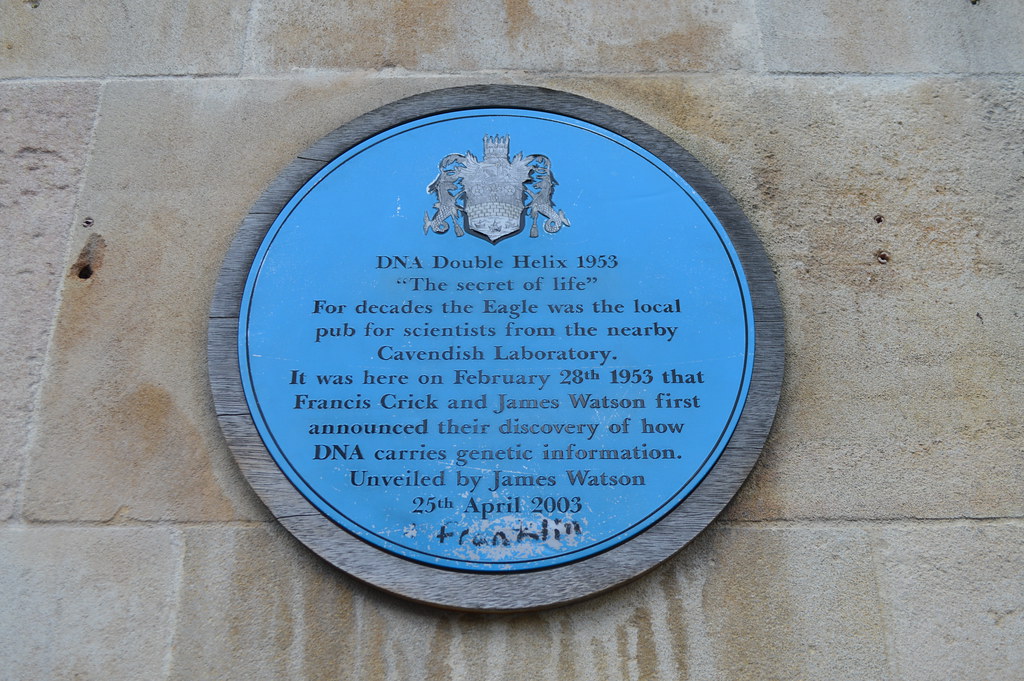 DNA Double Helix 1953
“The secret of life”
For decades the Eagle was the local
pub for scientists from the nearby
Cavendish Laboratory.
It was here on February 28th 1953 that
Francis Crick and James Watson first
announced their discovery of how
DNA carries genetic information.
Unveiled by James Watson
25th April 2003
* Franklin